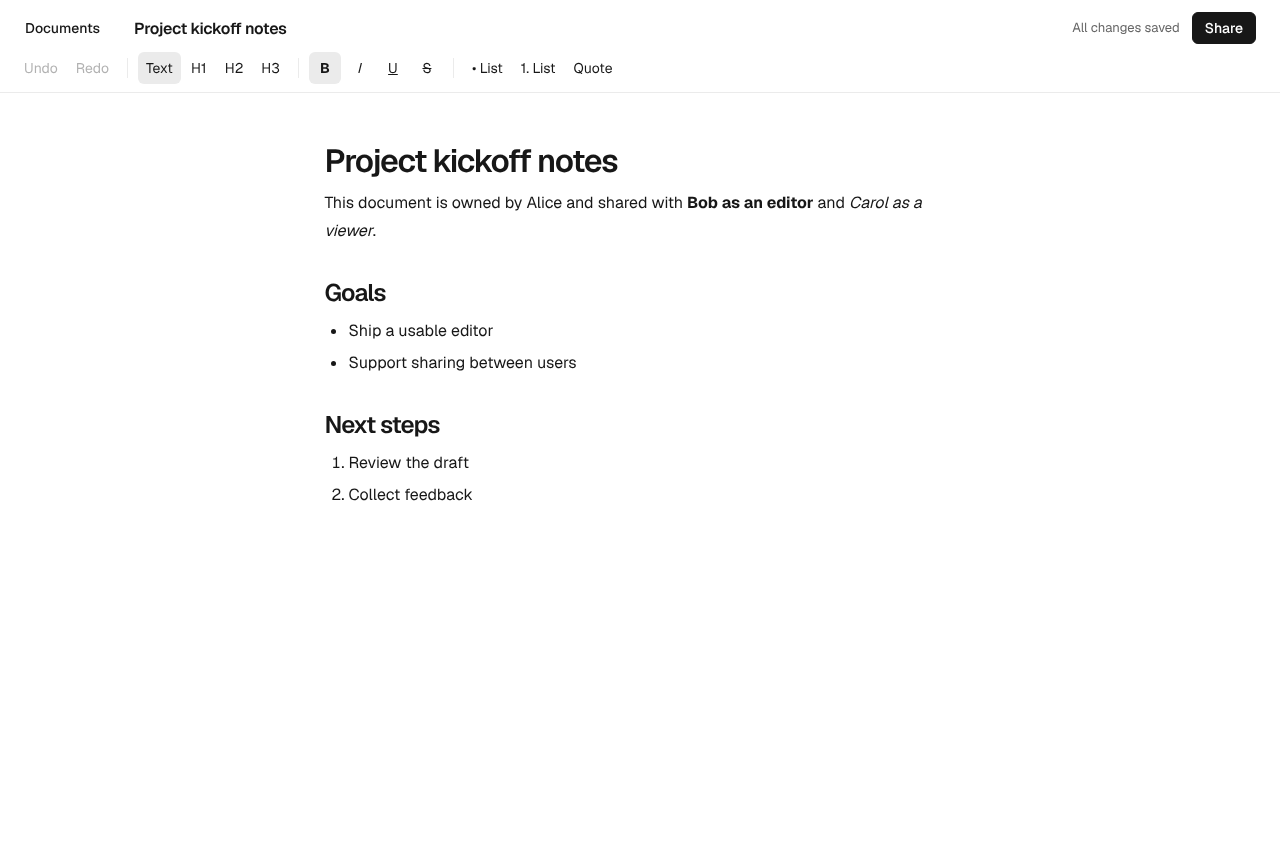 Documents
Project kickoff notes
All changes saved
Share
Undo
Redo
Text
H1
H2
H3
B
I
U
S
• List
1. List
Quote
Project kickoff notes
This document is owned by Alice and shared with Bob as an editor and Carol as a
viewer.
Goals
• Ship a usable editor
• Support sharing between users
Next steps
1. Review the draft
2. Collect feedback